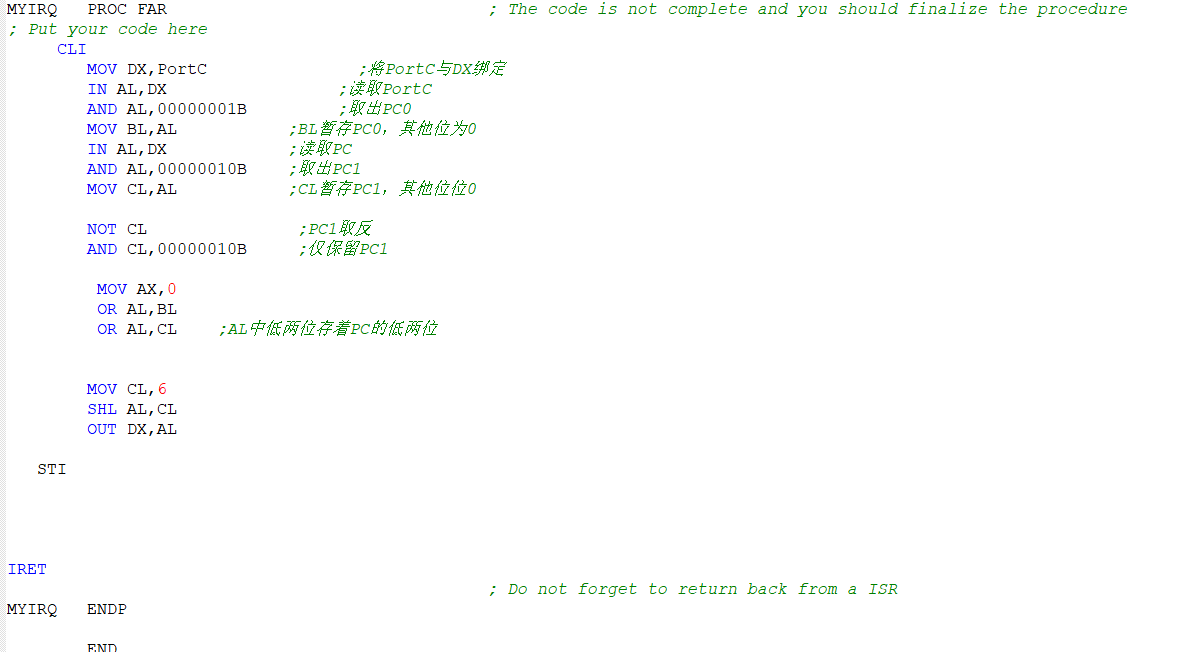 MYIRQ PROC FAR ; The code is not complete and you should finalize the procedure
; Put your code here
CLI
MOV DX,PortC ;将PortC与DX绑定
IN AL,DX ;读取PortC
AND AL,00000001B ;取出PC0
MOV BL,AL ;BL暂存PC0，其他位为0
IN AL,DX ;读取PC
AND AL,00000010B ;取出PC1
MOV CL,AL ;CL暂存PC1，其他位位0
NOT CL ;PC1取反
AND CL,00000010B ;仅保留PC1
MOV AX,0
OR AL,BL
OR AL,CL ;AL中低两位存着PC的低两位
MOV CL,6
SHL AL,CL
OUT DX,AL
STI
IRET
; Do not forget to return back from a ISR
MYIRQ ENDP
END